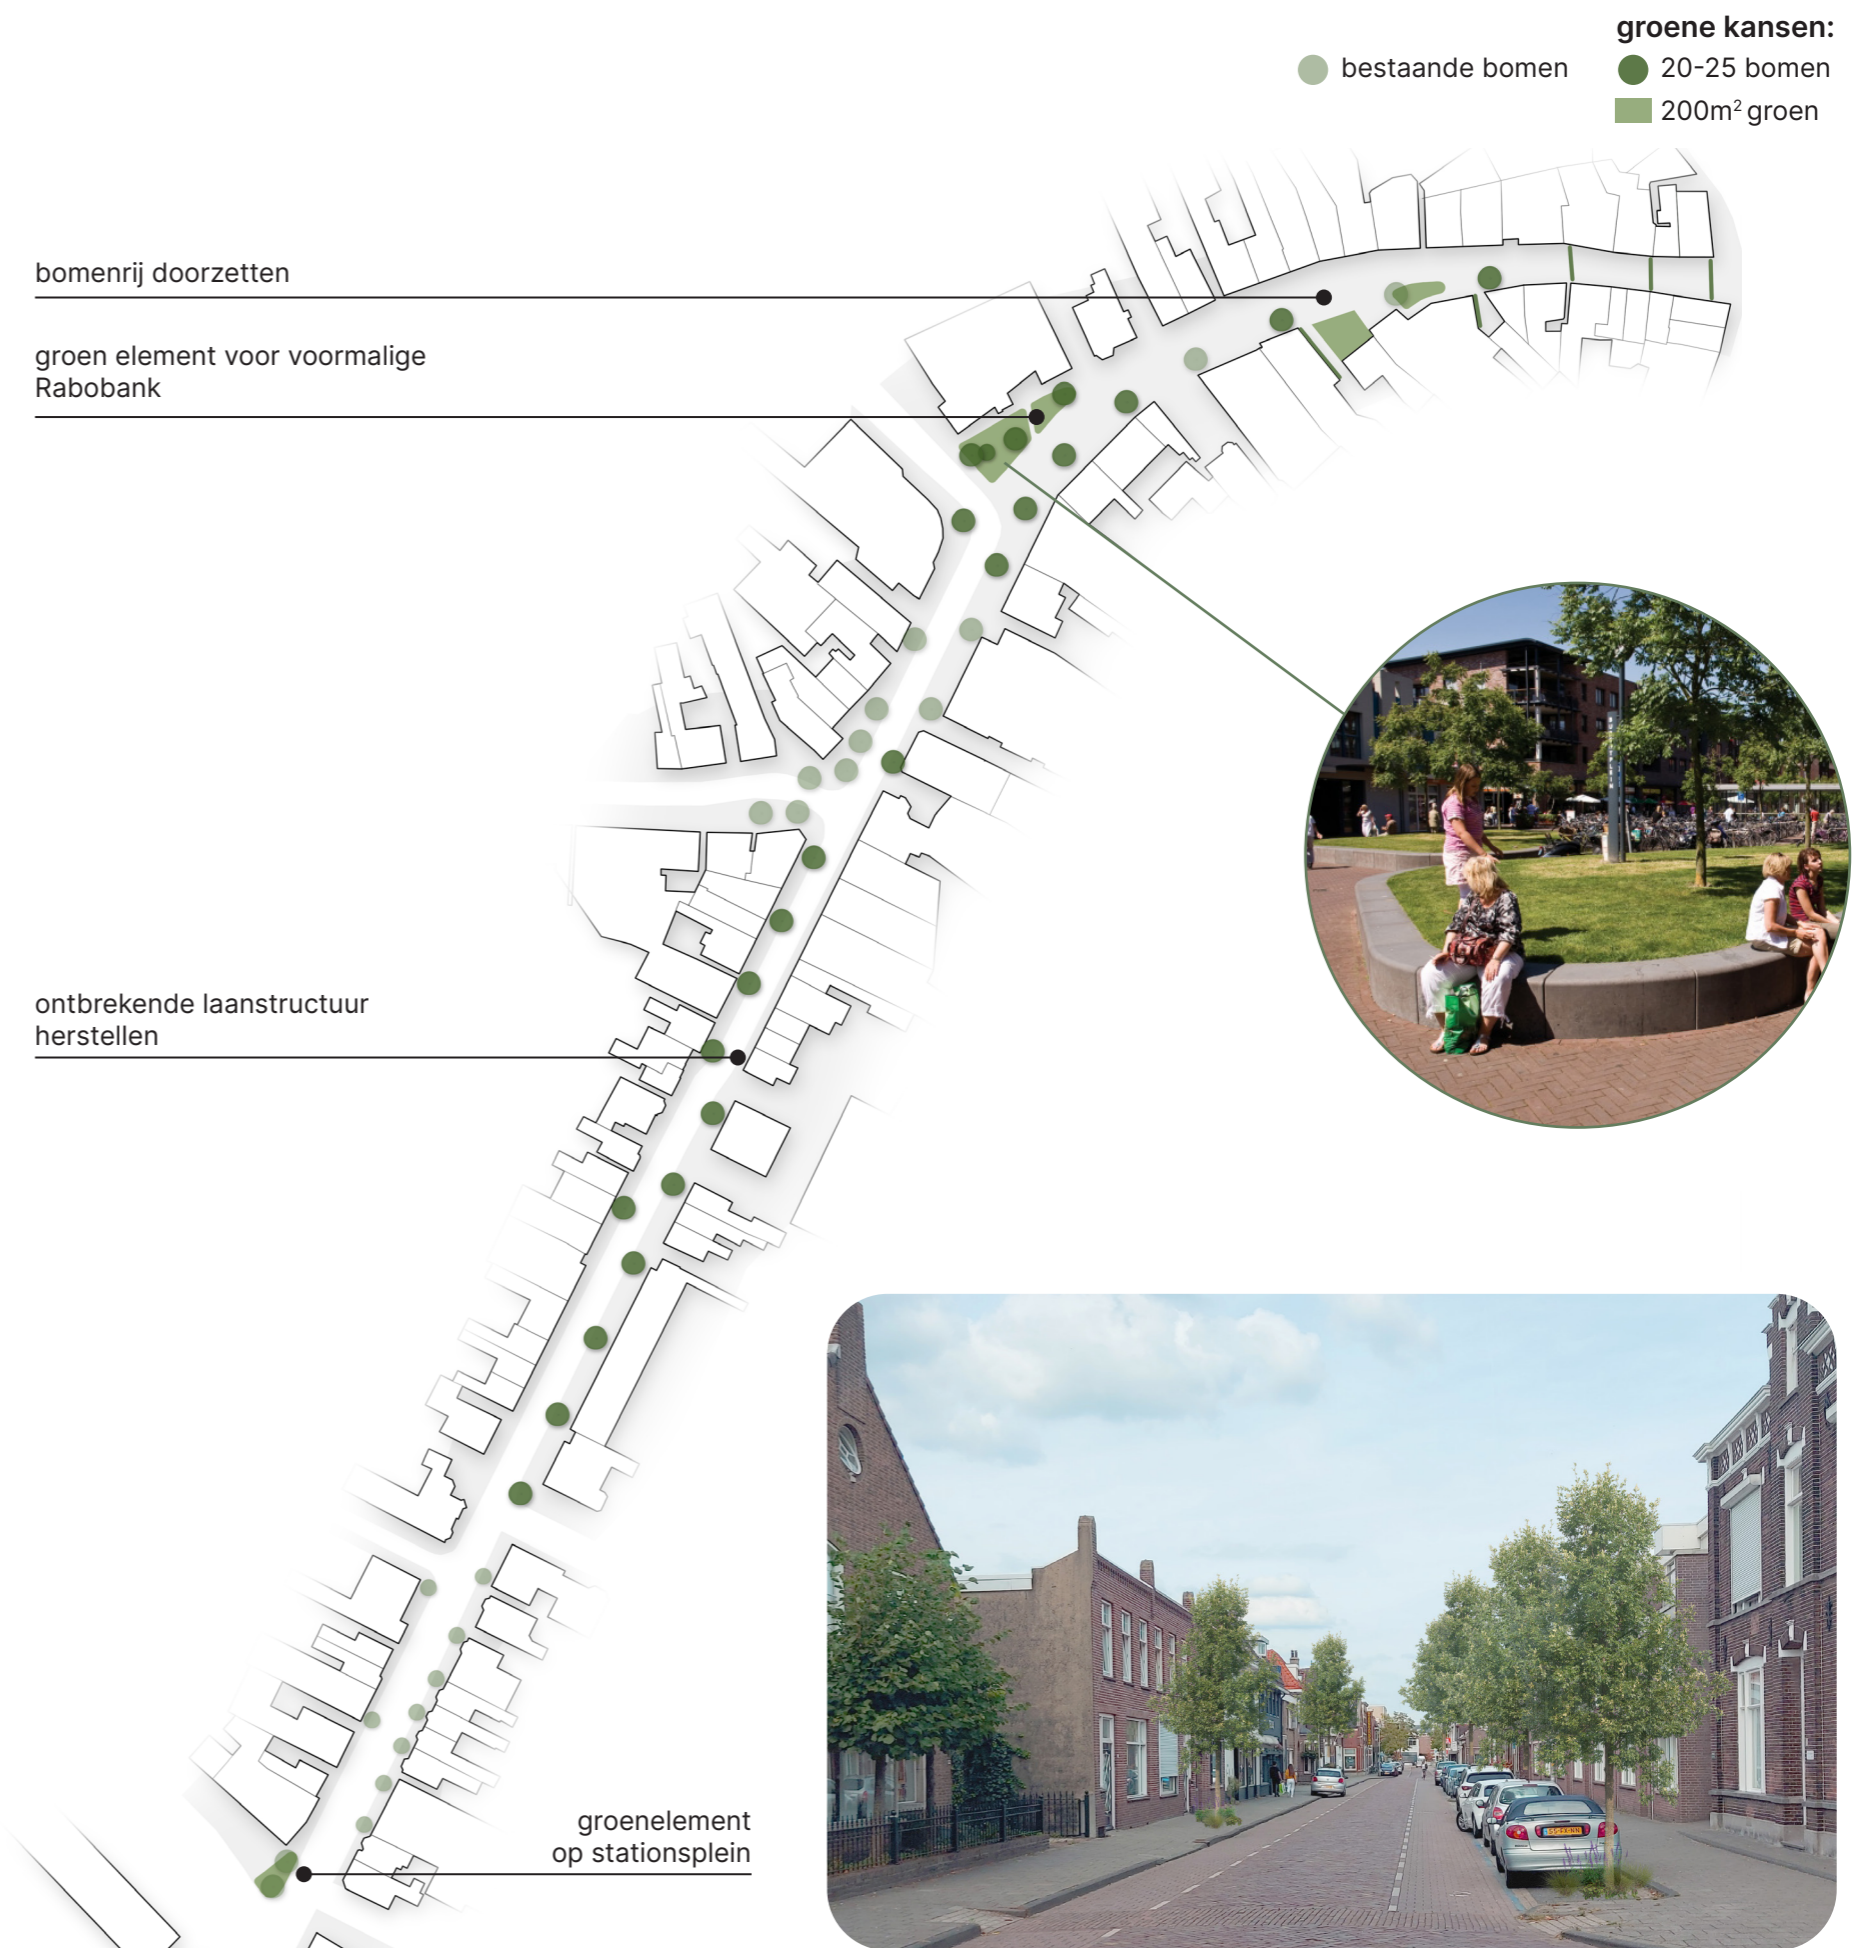 groene kansen:
bestaande bomen
20-25 bomen
200m² groen
bomenrij doorzetten
groen element voor voormalige
Rabobank
ontbrekende laanstructuur
herstellen
groenelement
op stationsplein